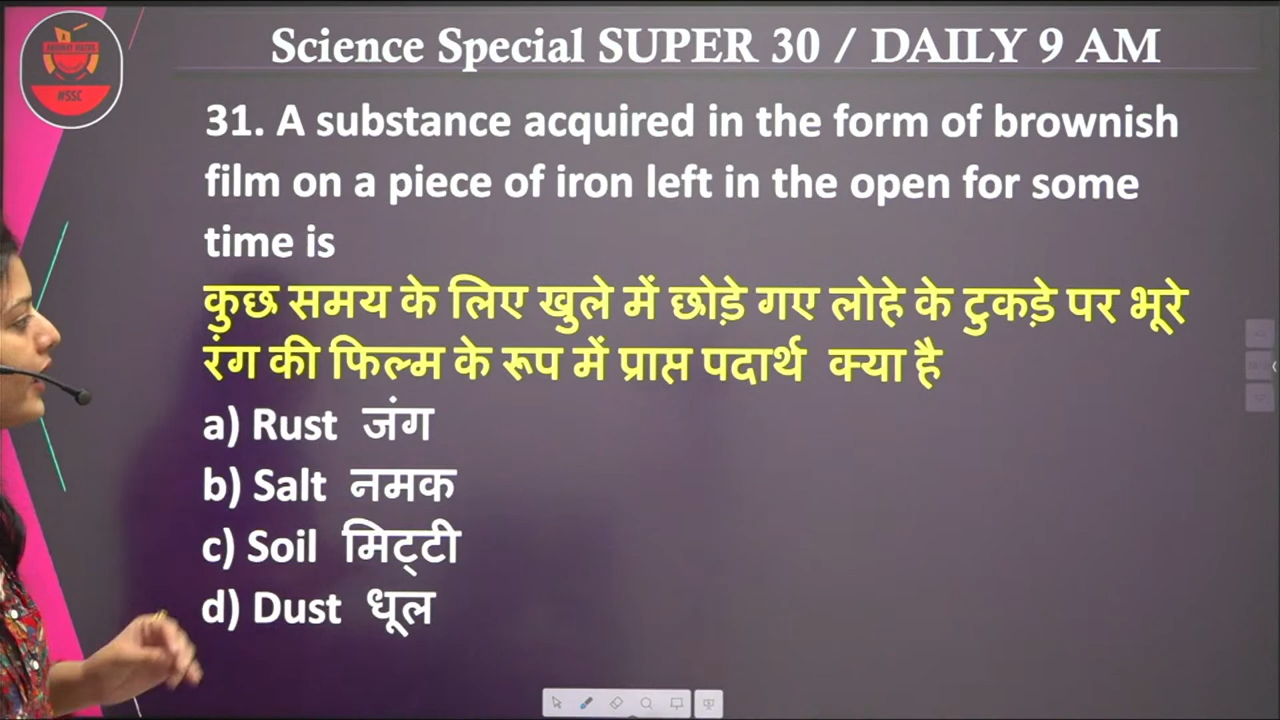 Science Special SUPER 30 / DAILY 9 AM
#SSC
31. A substance acquired in the form of brownish
film on a piece of iron left in the open for some
time is
कुछ समय के लिए खुले में छोड़े गए लोहे के टुकड़े पर भूरे
रंग की फिल्म के रूप में प्राप्त पदार्थ क्या है
a) Rust जंग
b) Salt नमक
c) Soil मिट्टी
d) Dust धूल